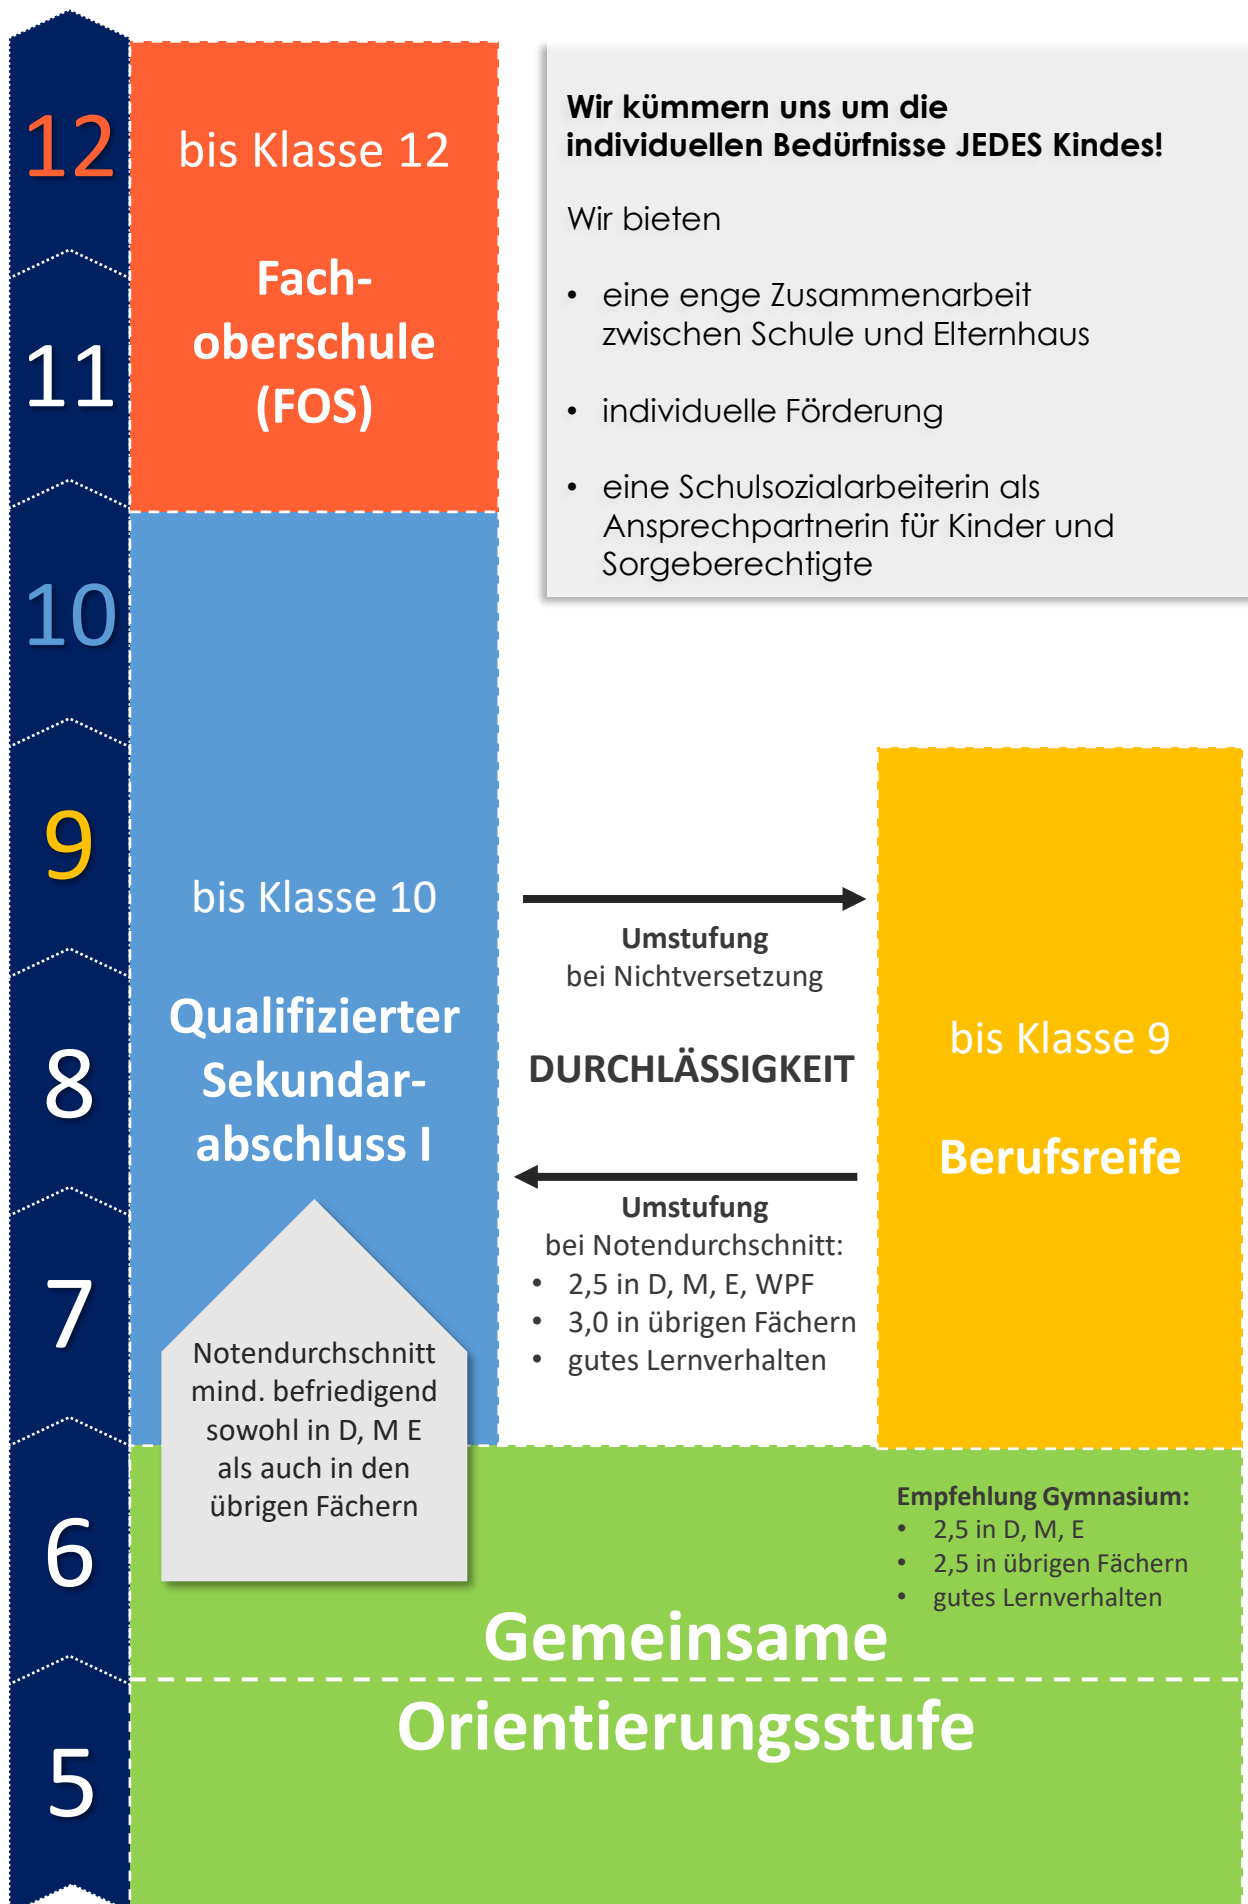 12
11
10
9
8
7
6
5
bis Klasse 12
Fach-
oberschule
(FOS)
Wir kümmern uns um die
individuellen Bedürfnisse JEDES Kindes!
Wir bieten
• eine enge Zusammenarbeit
zwischen Schule und Elternhaus
• individuelle Förderung
• eine Schulsozialarbeiterin als
Ansprechpartnerin für Kinder und
Sorgeberechtigte
bis Klasse 10
Qualifizierter
Sekundar-
abschluss I
Umstufung
bei Nichtversetzung
DURCHLÄSSIGKEIT
Umstufung
bei Notendurchschnitt:
• 2,5 in D, M, E, WPF
• 3,0 in übrigen Fächern
• gutes Lernverhalten
bis Klasse 9
Berufsreife
Notendurchschnitt
mind. befriedigend
sowohl in D, M E
als auch in den
übrigen Fächern
Empfehlung Gymnasium:
• 2,5 in D, M, E
• 2,5 in übrigen Fächern
• gutes Lernverhalten
Gemeinsame
Orientierungsstufe